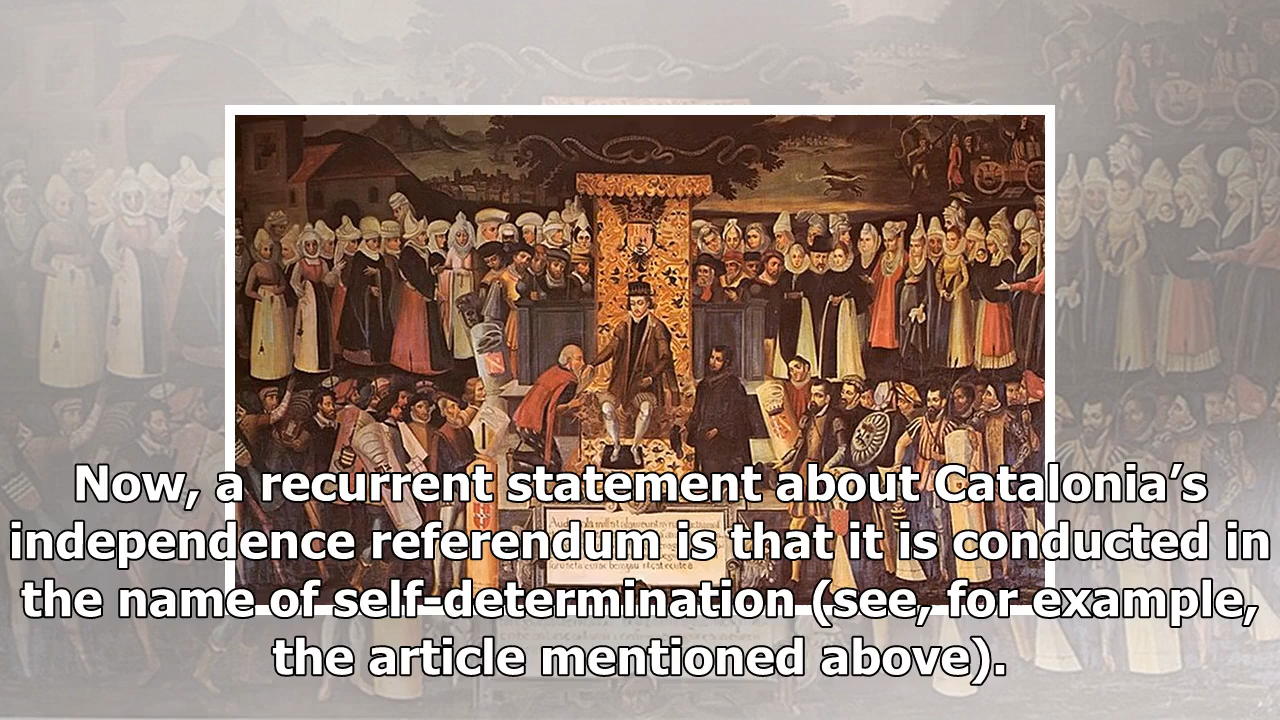 Now, a recurrent statement about Catalonia’s
independence referendum is that it is conducted in
the name of self-determination (see, for example,
the article mentioned above).